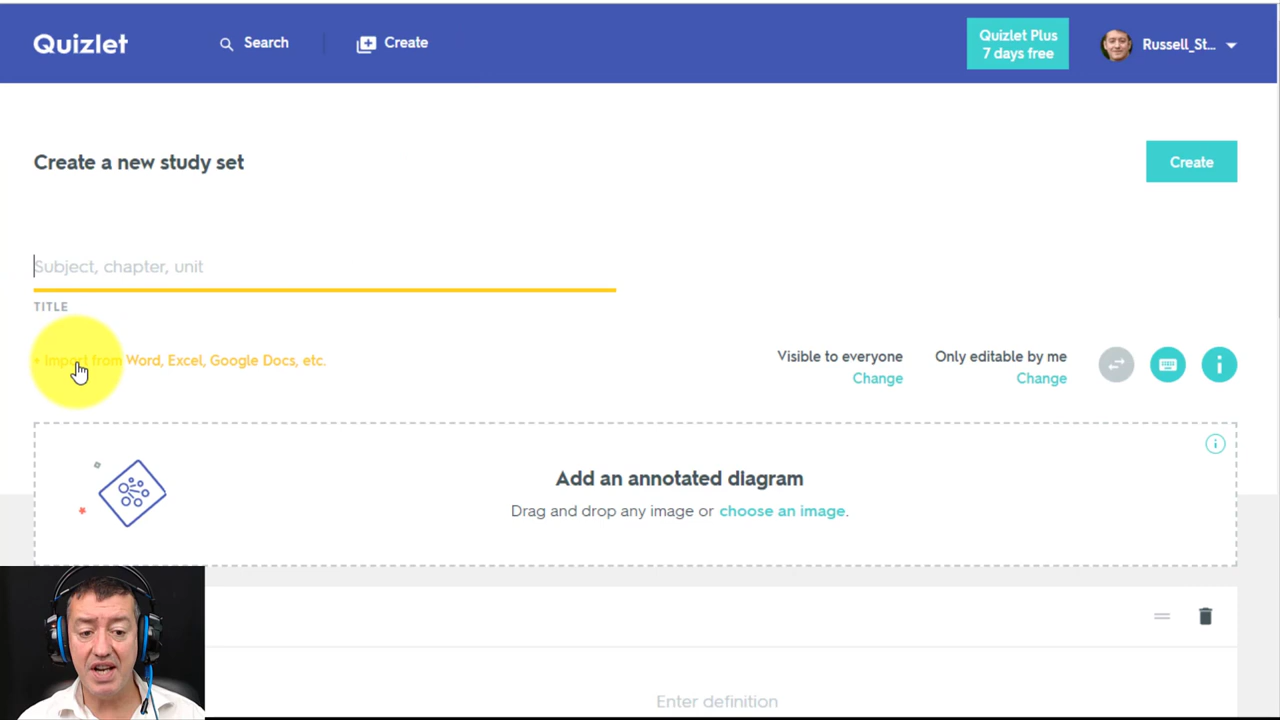 Quizlet
Search
Create
Quizlet Plus
7 days free
Russell_St...
Create a new study set
Create
Subject, chapter, unit
TITLE
+ Import from Word, Excel, Google Docs, etc.
Visible to everyone
Change
Only editable by me
Change
Add an annotated diagram
Drag and drop any image or choose an image.
Enter definition